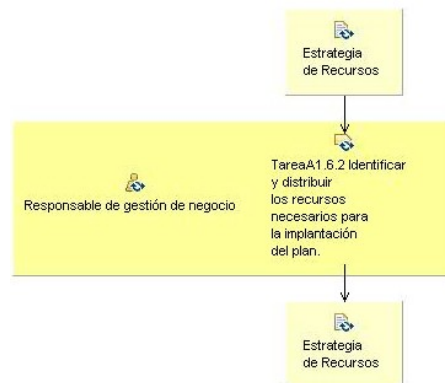 Estrategia
de Recursos
Responsable de gestión de negocio
TareaA1.6.2 Identificar
y distribuir
los recursos
necesarios para
la implantación
del plan.
Estrategia
de Recursos